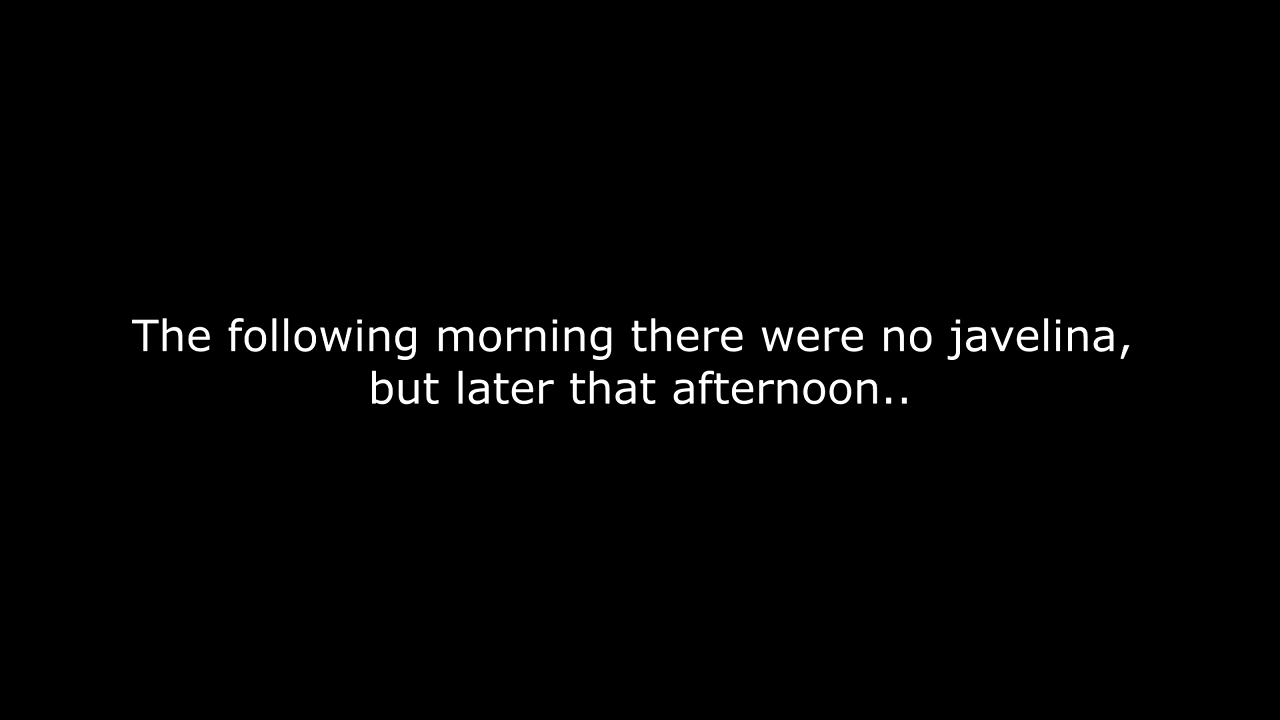 The following morning there were no javelina,
but later that afternoon..